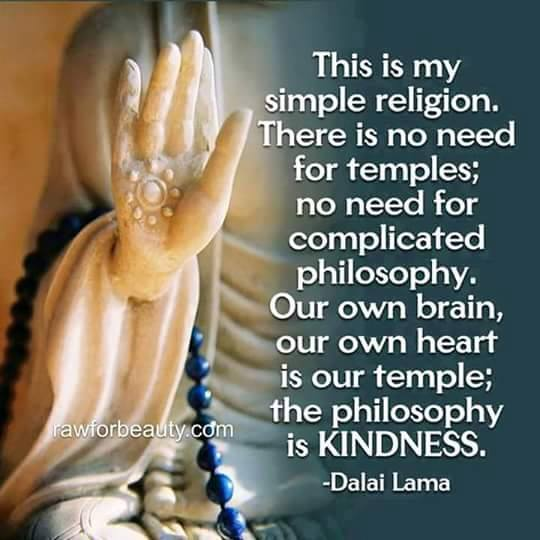 This is my
simple religion.
There is no need
for temples;
no need for
complicated
philosophy.
Our own brain,
our own heart
is our temple;
the philosophy
is KINDNESS.
-Dalai Lama
rawforbeauty.com